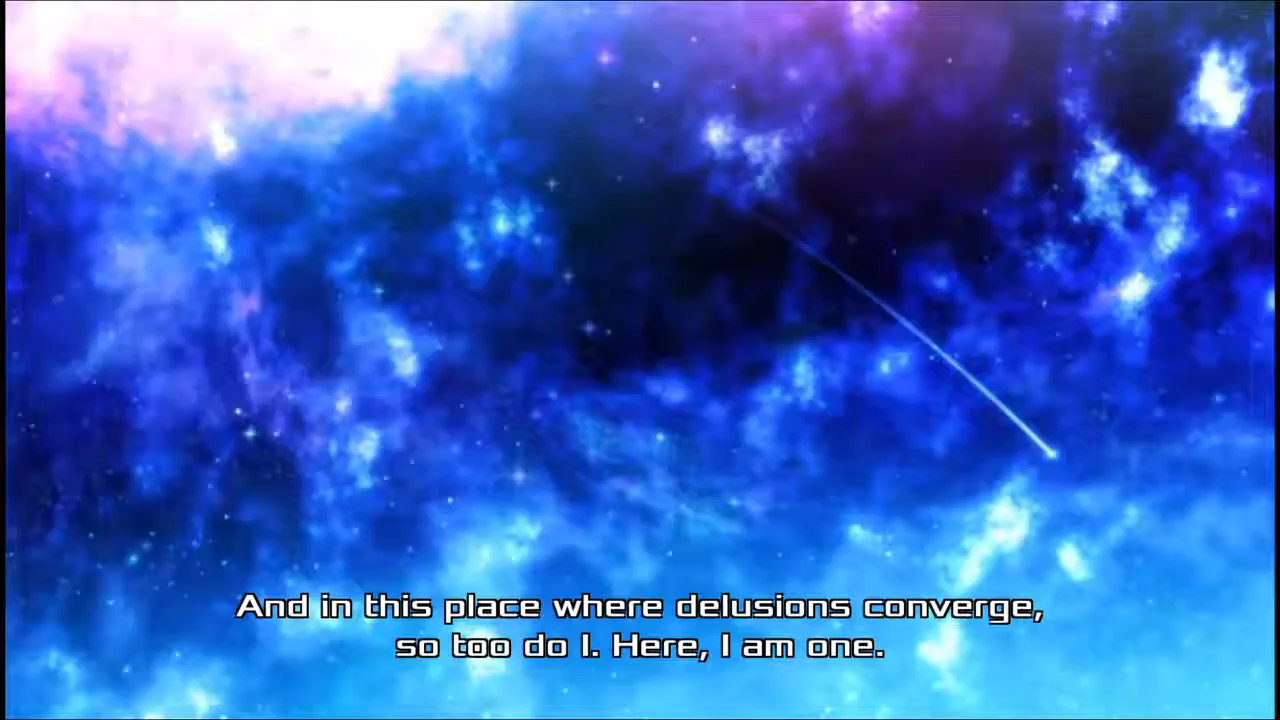 And in this place where delusions converge,
so too do I. Here, I am one.